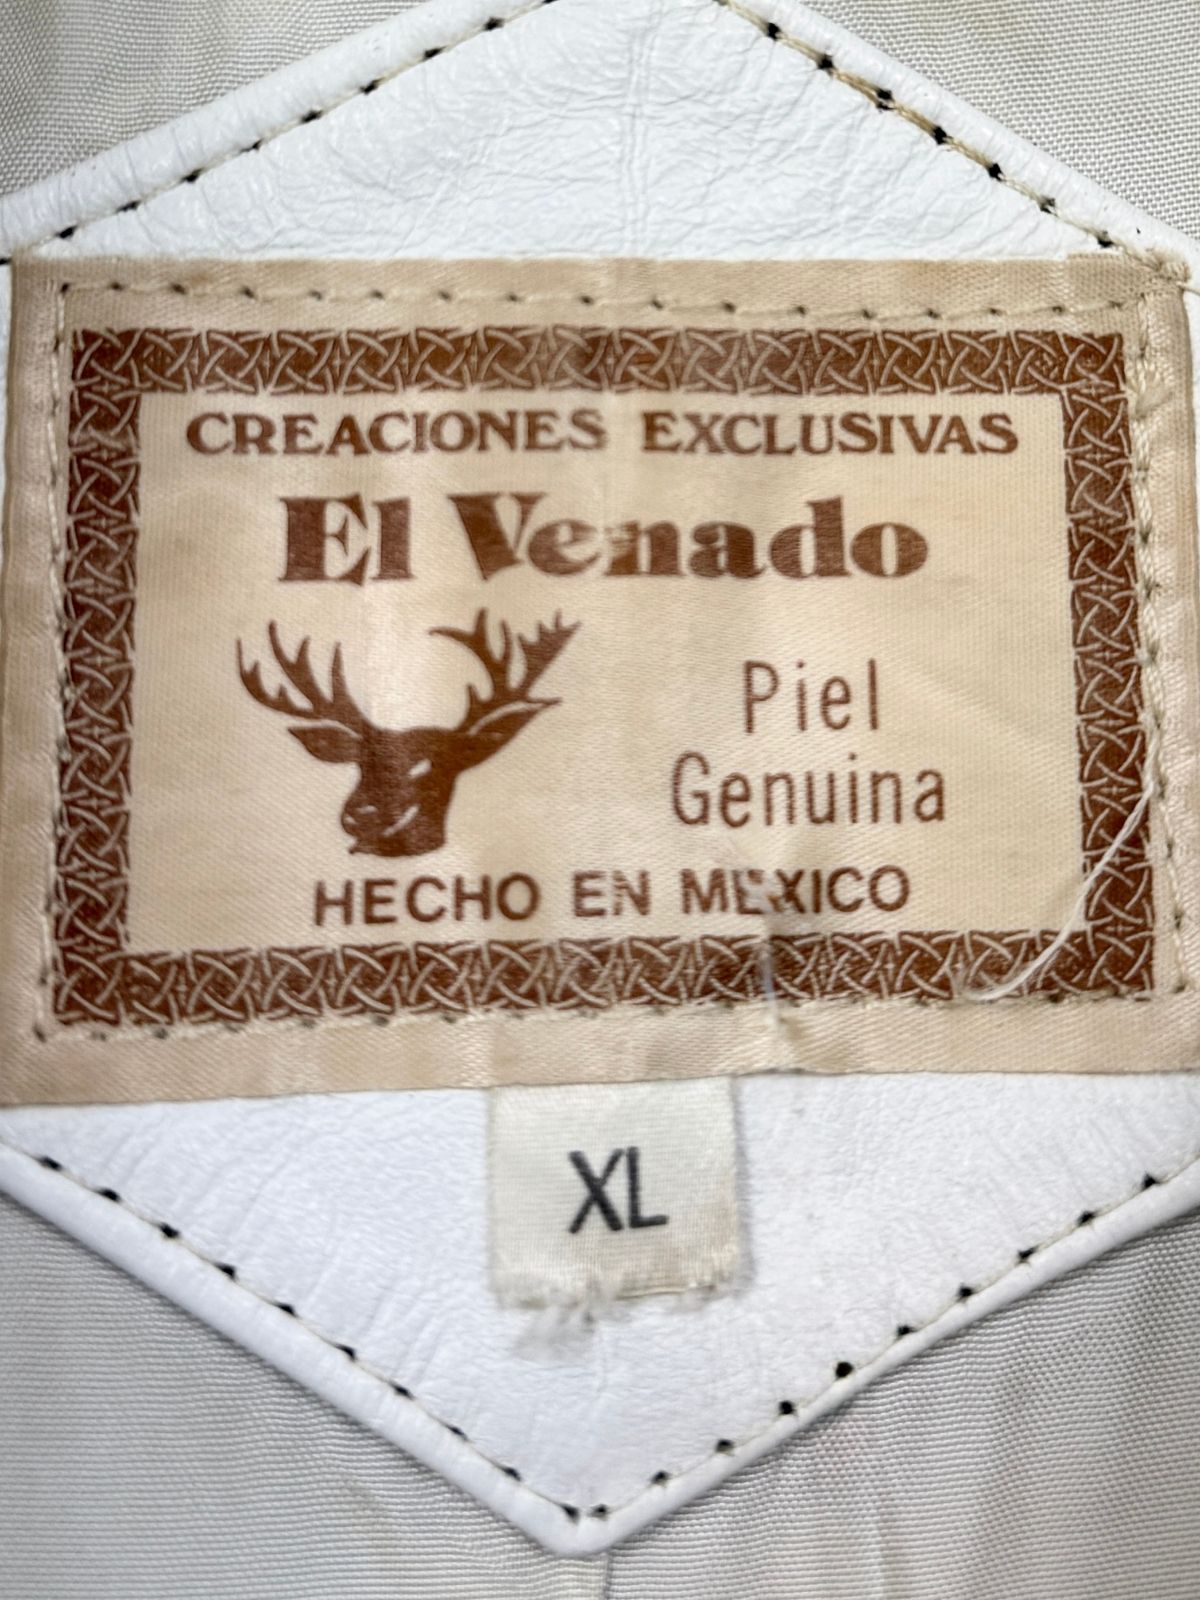 CREACIONES EXCLUSIVAS
El Venado
Piel
Genuina
HECHO EN MEXICO
XL